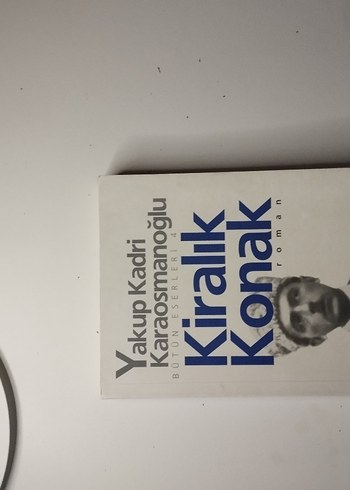 Yakup Kadri
Karaosmanoğlu
BÜTÜN ESERLERİ 4
Kiralık
Konak
roman